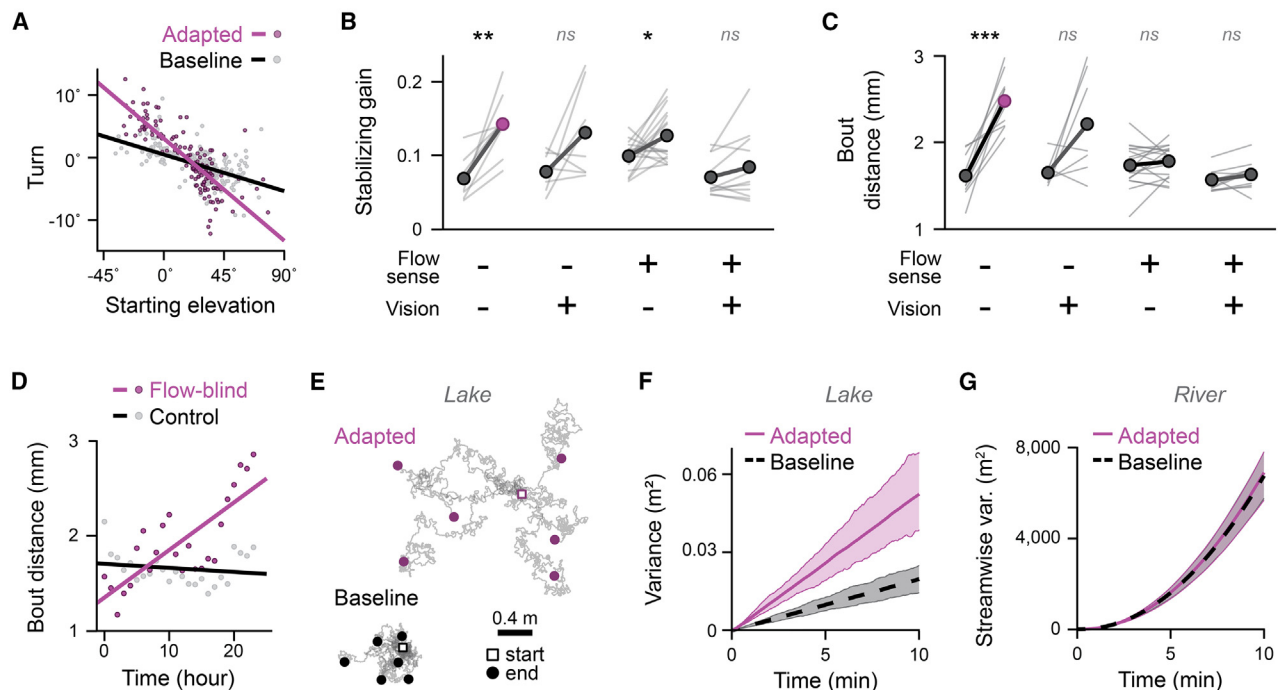 A
Adapted
Baseline
10°
0°
-10°
Turn
-45° 0° 45° 90°
Starting elevation
B
** ns * ns
0.2
0.1
0
Stabilizing gain
Flow
sense
- - + +
Vision
- + - +
C
*** ns ns ns
3
2
1
Bout
distance (mm)
Flow
sense
- - + +
Vision
- + - +
D
Flow-blind
Control
3
2
1
Bout distance (mm)
0 10 20
Time (hour)
E
Lake
Adapted
Baseline
0.4 m
start
end
F
Lake
Adapted
Baseline
0.06
0.03
0
Variance (m²)
0 5 10
Time (min)
G
River
Adapted
Baseline
8,000
4,000
0
Streamwise var. (m²)
0 5 10
Time (min)